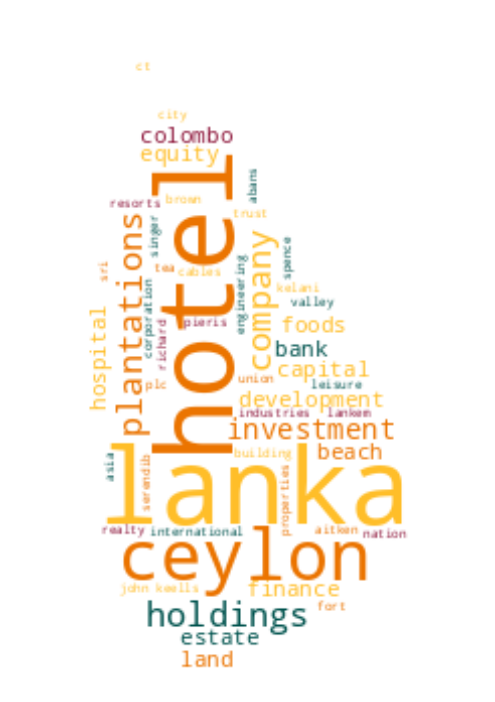 ct
city
colombo
equity
hotel
abans
resorts
brown
trust
plantations
singer
company
spence
sri
tea
cables
engineering
kelani
corporation
valley
hospital
richard
pieris
foods
bank
capital
plc
union
leisure
development
industries
lankem
investment
lanka
building
beach
asia
serendib
properties
realty
international
aitken
nation
ceylon
john keells
finance
fort
holdings
estate
land